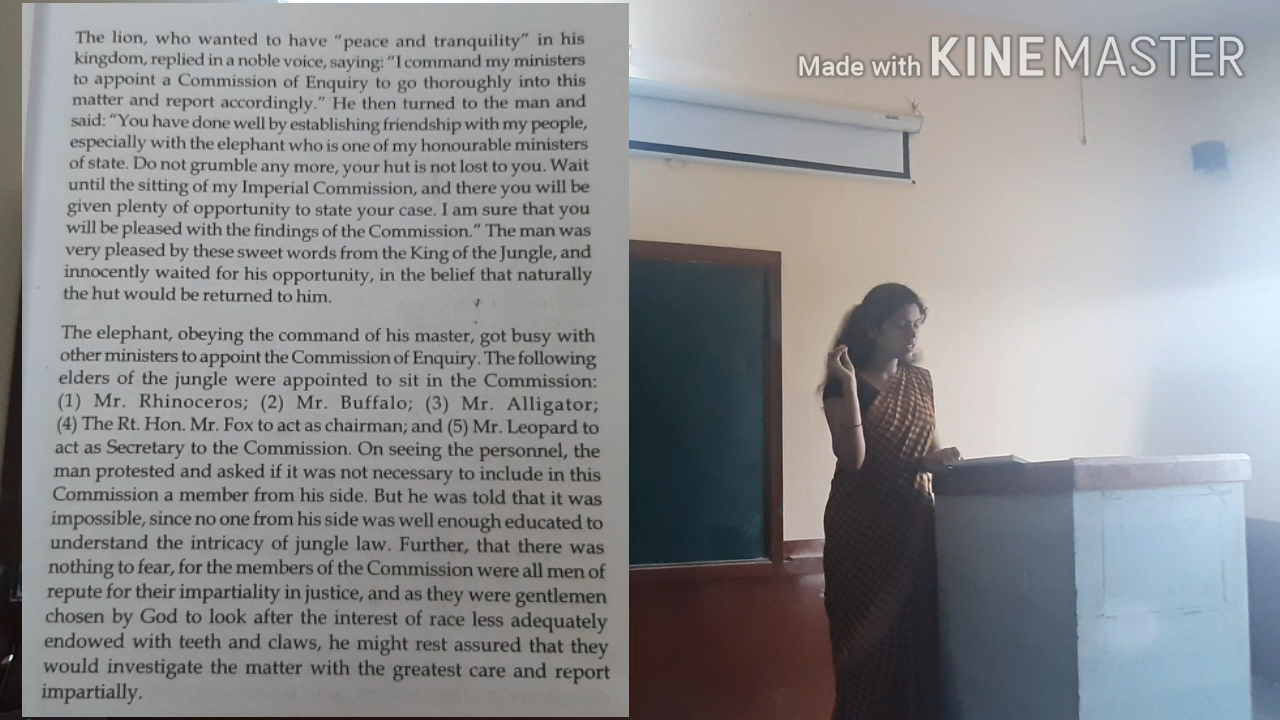 The lion, who wanted to have "peace and tranquility" in his
kingdom, replied in a noble voice, saying: "I command my ministers
to appoint a Commission of Enquiry to go thoroughly into this
matter and report accordingly." He then turned to the man and
said: "You have done well by establishing friendship with my people,
especially with the elephant who is one of my honourable ministers
of state. Do not grumble any more, your hut is not lost to you. Wait
until the sitting of my Imperial Commission, and there you will be
given plenty of opportunity to state your case. I am sure that you
will be pleased with the findings of the Commission." The man was
very pleased by these sweet words from the King of the Jungle, and
innocently waited for his opportunity, in the belief that naturally
the hut would be returned to him.
The elephant, obeying the command of his master, got busy with
other ministers to appoint the Commission of Enquiry. The following
elders of the jungle were appointed to sit in the Commission:
(1) Mr. Rhinoceros; (2) Mr. Buffalo; (3) Mr. Alligator;
(4) The Rt. Hon. Mr. Fox to act as chairman; and (5) Mr. Leopard to
act as Secretary to the Commission. On seeing the personnel, the
man protested and asked if it was not necessary to include in this
Commission a member from his side. But he was told that it was
impossible, since no one from his side was well enough educated to
understand the intricacy of jungle law. Further, that there was
nothing to fear, for the members of the Commission were all men of
repute for their impartiality in justice, and as they were gentlemen
chosen by God to look after the interest of race less adequately
endowed with teeth and claws, he might rest assured that they
would investigate the matter with the greatest care and report
impartially.
Made with KINEMASTER